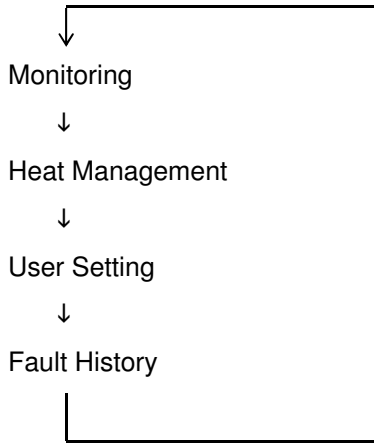 Monitoring
↓
Heat Management
↓
User Setting
↓
Fault History